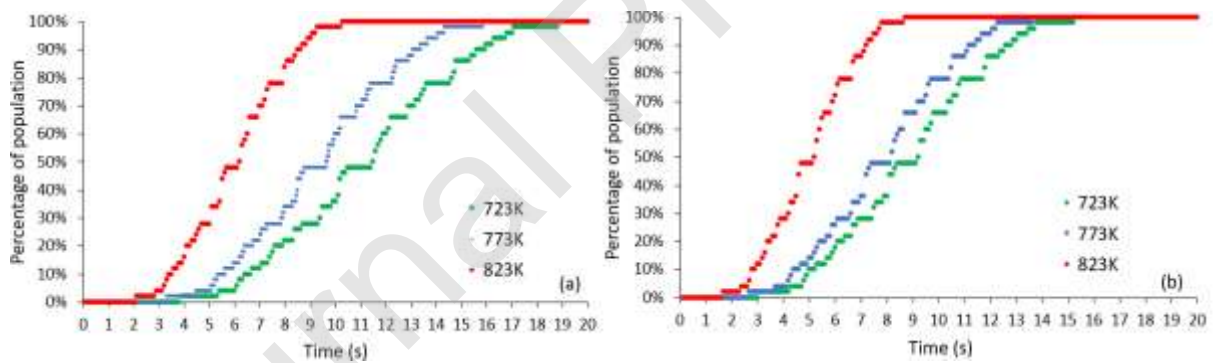 100%
90%
80%
70%
60%
50%
40%
30%
20%
10%
0%
Percentage of population
723K
773K
823K
(a)
0 1 2 3 4 5 6 7 8 9 10 11 12 13 14 15 16 17 18 19 20
Time (s)
100%
90%
80%
70%
60%
50%
40%
30%
20%
10%
0%
Percentage of population
723K
773K
823K
(b)
0 1 2 3 4 5 6 7 8 9 10 11 12 13 14 15 16 17 18 19 20
Time (s)
urnal Pr